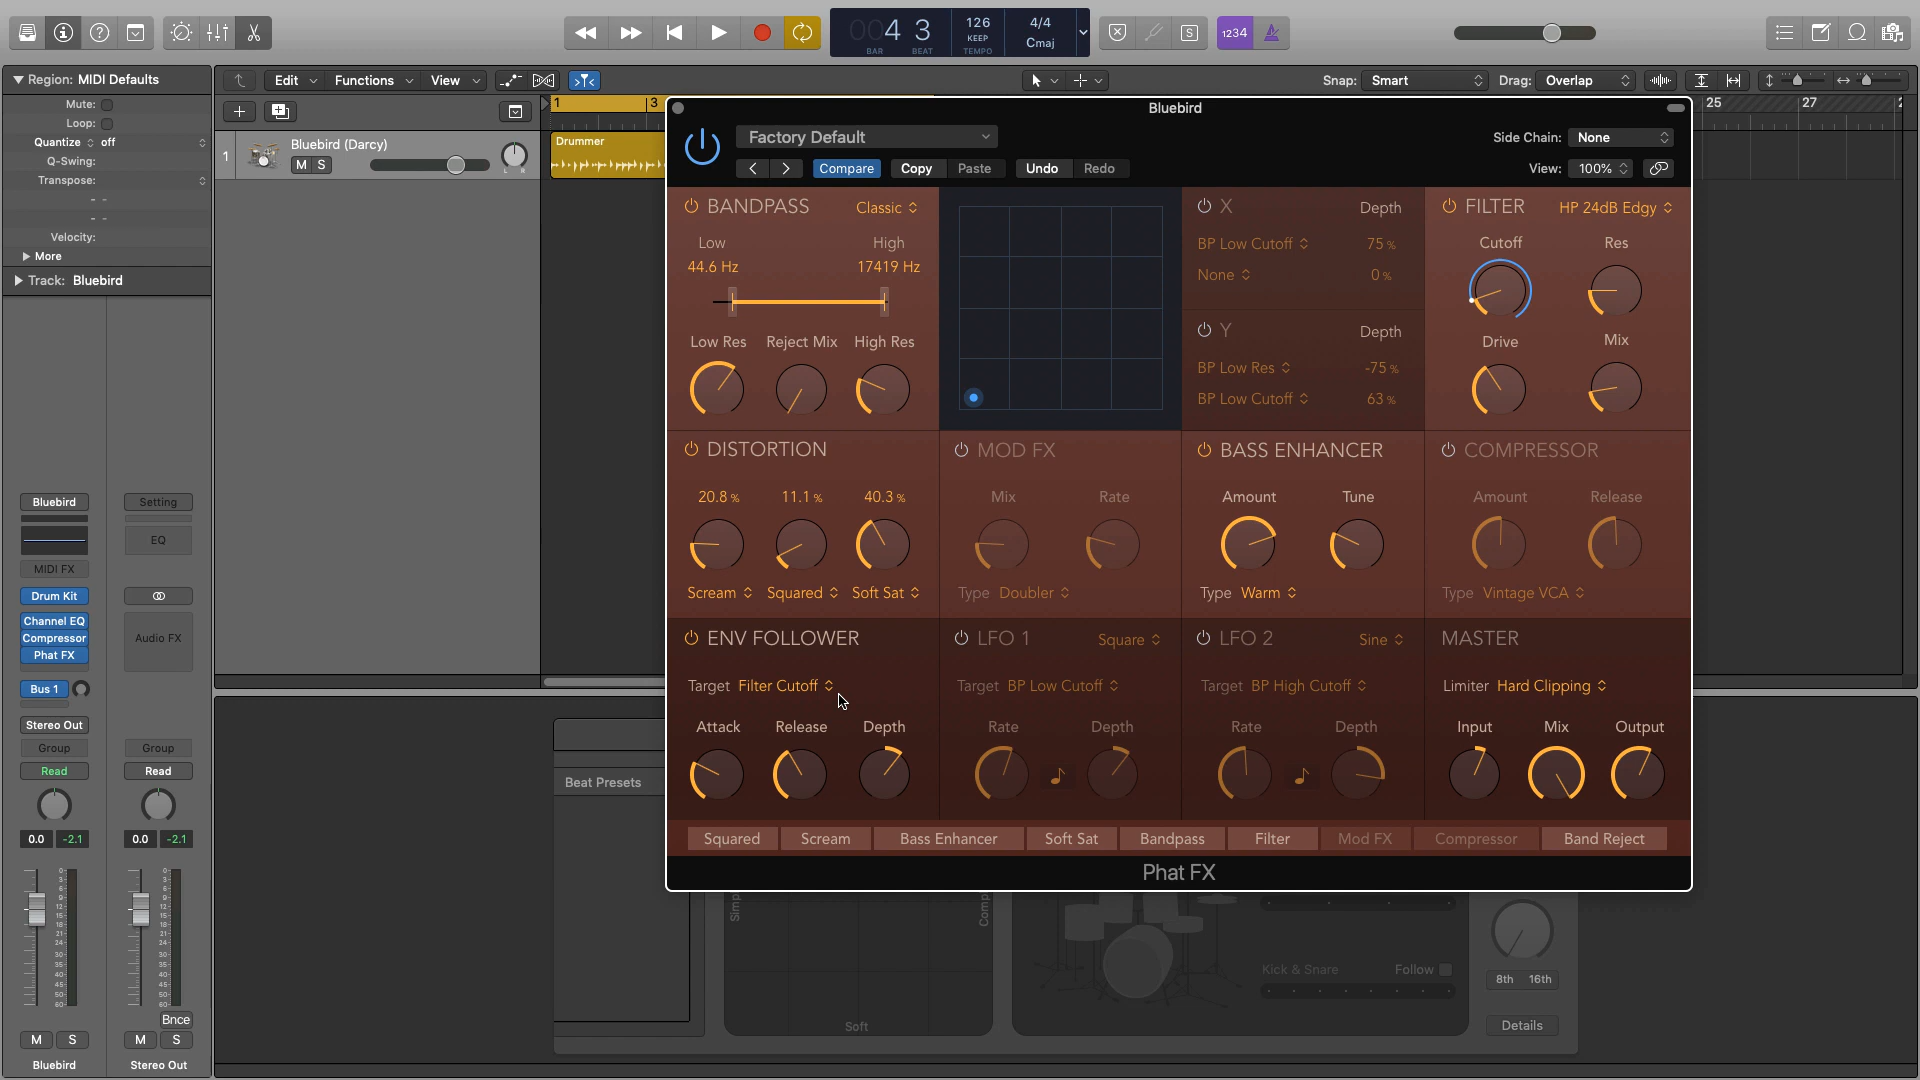 4 3
BAR BEAT
126
KEEP
TEMPO
4/4
Cmaj
S
1234
Region: MIDI Defaults
Mute:
Loop:
Quantize off
Q-Swing:
Transpose:
Velocity:
More
Track: Bluebird
Edit Functions View
Snap: Smart Drag: Overlap
1 3 25 27
1
Bluebird (Darcy)
M S
L R
Drummer
Bluebird
Factory Default
Side Chain: None
Compare Copy Paste Undo Redo
View: 100%
BANDPASS Classic
Low High
44.6 Hz 17419 Hz
Low Res Reject Mix High Res
X Depth
BP Low Cutoff 75 %
None 0 %
Y Depth
BP Low Res -75 %
BP Low Cutoff 63 %
FILTER HP 24dB Edgy
Cutoff Res
Drive Mix
DISTORTION
20.8 % 11.1 % 40.3 %
Scream Squared Soft Sat
MOD FX
Mix Rate
Type Doubler
BASS ENHANCER
Amount Tune
Type Warm
COMPRESSOR
Amount Release
Type Vintage VCA
ENV FOLLOWER
Target Filter Cutoff
Attack Release Depth
LFO 1 Square
Target BP Low Cutoff
Rate Depth
LFO 2 Sine
Target BP High Cutoff
Rate Depth
MASTER
Limiter Hard Clipping
Input Mix Output
Squared Scream Bass Enhancer Soft Sat Bandpass Filter Mod FX Compressor Band Reject
Phat FX
Bluebird Setting
EQ
MIDI FX
Drum Kit
Channel EQ
Compressor
Phat FX
Audio FX
Bus 1
Stereo Out
Group Group
Read Read
0.0 -2.1 0.0 -2.1
Bnce
M S M S
Bluebird Stereo Out
Beat Presets
Soft
Kick & Snare Follow
8th 16th
Details